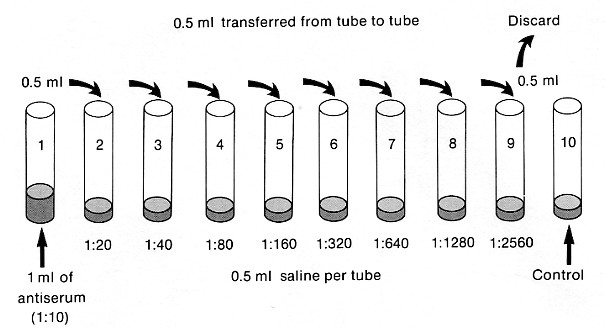 0.5 ml transferred from tube to tube
Discard
0.5 ml
0.5 ml
1
2
3
4
5
6
7
8
9
10
1:20
1:40
1:80
1:160
1:320
1:640
1:1280
1:2560
1 ml of
antiserum
(1:10)
0.5 ml saline per tube
Control